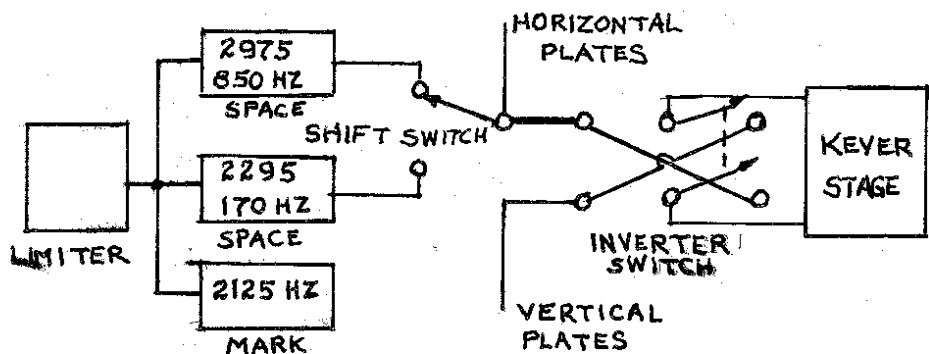 HORIZONTAL
PLATES
2975
850 HZ
SPACE
SHIFT SWITCH
KEYER
STAGE
2295
170 HZ
SPACE
LIMITER
INVERTER
SWITCH
2125 HZ
MARK
VERTICAL
PLATES